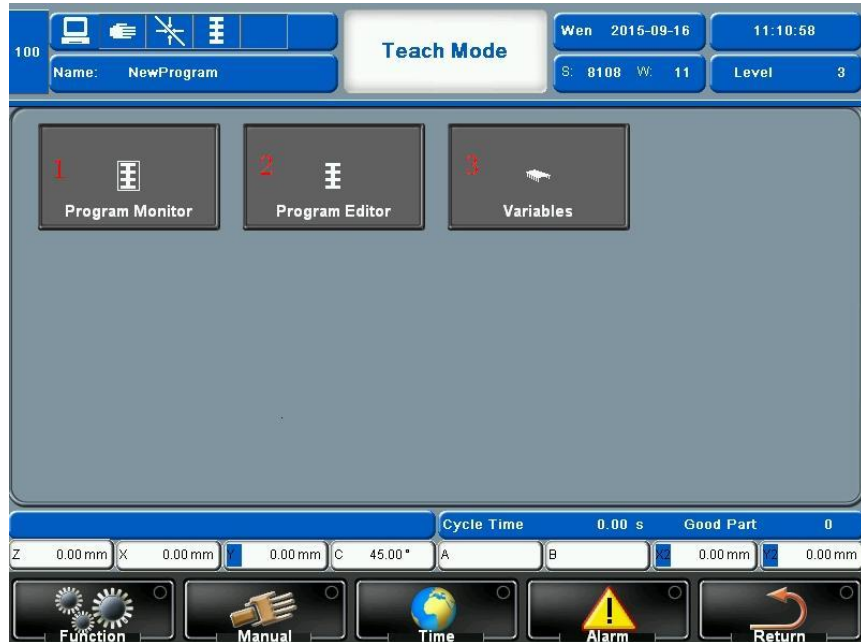 100
Name: NewProgram
Teach Mode
Wen 2015-09-16
11:10:58
S: 8108 W: 11
Level 3
1
Program Monitor
2
Program Editor
3
Variables
Cycle Time 0.00 s Good Part 0
Z 0.00 mm X 0.00 mm Y 0.00 mm C 45.00° A B X2 0.00 mm Y2 0.00 mm
Function Manual Time Alarm Return